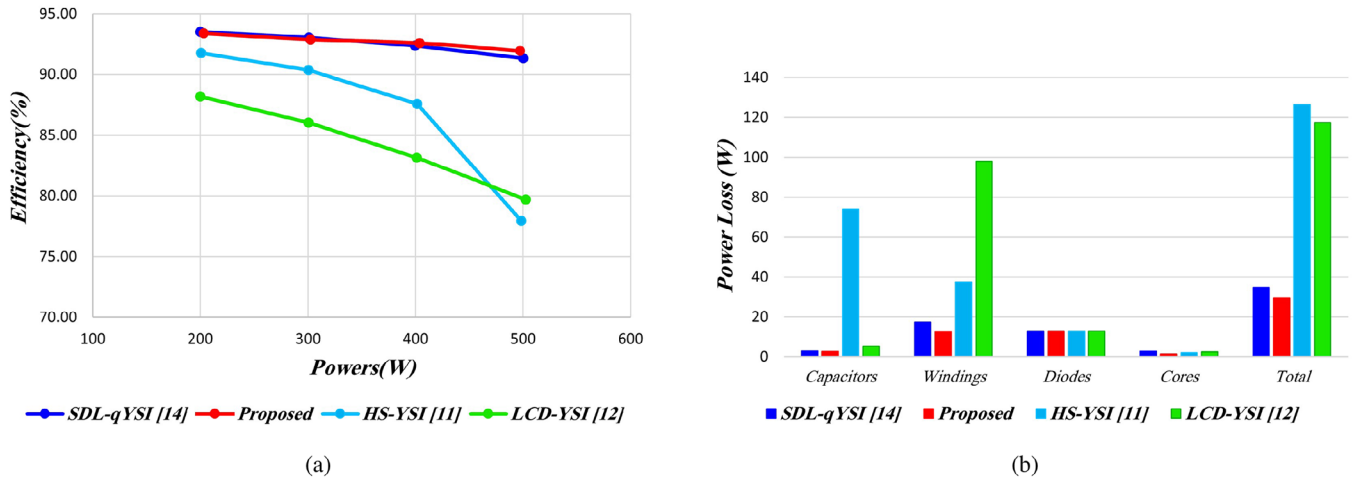 95.00
90.00
85.00
80.00
75.00
70.00
Efficiency(%)
100 200 300 400 500 600
Powers(W)
SDL-qYSI [14] Proposed HS-YSI [11] LCD-YSI [12]
(a)
140
120
100
80
60
40
20
0
Power Loss (W)
Capacitors Windings Diodes Cores Total
SDL-qYSI [14] Proposed HS-YSI [11] LCD-YSI [12]
(b)